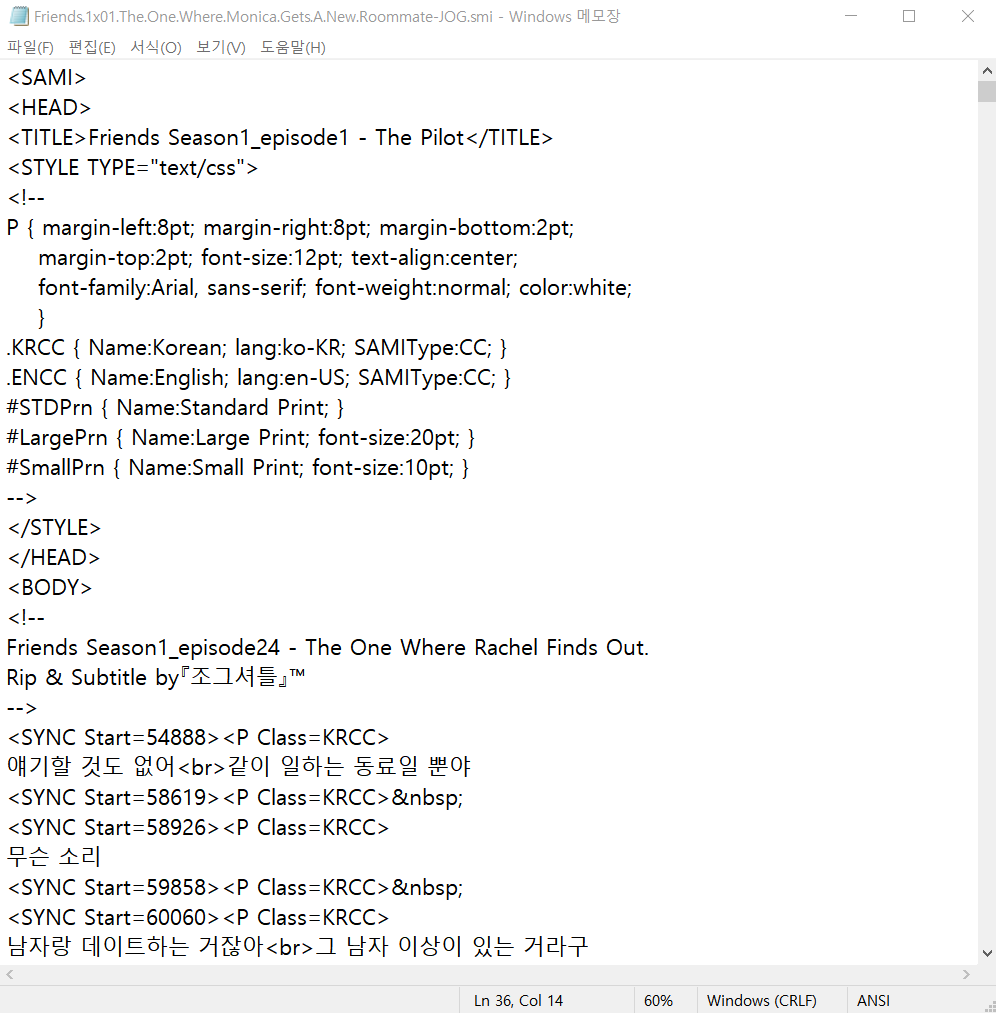 Friends.1x01.The.One.Where.Monica.Gets.A.New.Roommate-JOG.smi - Windows 메모장
파일(F) 편집(E) 서식(O) 보기(V) 도움말(H)
<SAMI>
<HEAD>
<TITLE>Friends Season1_episode1 - The Pilot</TITLE>
<STYLE TYPE="text/css">
<!--
P { margin-left:8pt; margin-right:8pt; margin-bottom:2pt;
margin-top:2pt; font-size:12pt; text-align:center;
font-family:Arial, sans-serif; font-weight:normal; color:white;
}
.KRCC { Name:Korean; lang:ko-KR; SAMIType:CC; }
.ENCC { Name:English; lang:en-US; SAMIType:CC; }
#STDPrn { Name:Standard Print; }
#LargePrn { Name:Large Print; font-size:20pt; }
#SmallPrn { Name:Small Print; font-size:10pt; }
-->
</STYLE>
</HEAD>
<BODY>
<!--
Friends Season1_episode24 - The One Where Rachel Finds Out.
Rip & Subtitle by『조그셔틀』™
-->
<SYNC Start=54888><P Class=KRCC>
얘기할 것도 없어<br>같이 일하는 동료일 뿐야
<SYNC Start=58619><P Class=KRCC>&nbsp;
<SYNC Start=58926><P Class=KRCC>
무슨 소리
<SYNC Start=59858><P Class=KRCC>&nbsp;
<SYNC Start=60060><P Class=KRCC>
남자랑 데이트하는 거잖아<br>그 남자 이상이 있는 거라구
Ln 36, Col 14 60% Windows (CRLF) ANSI